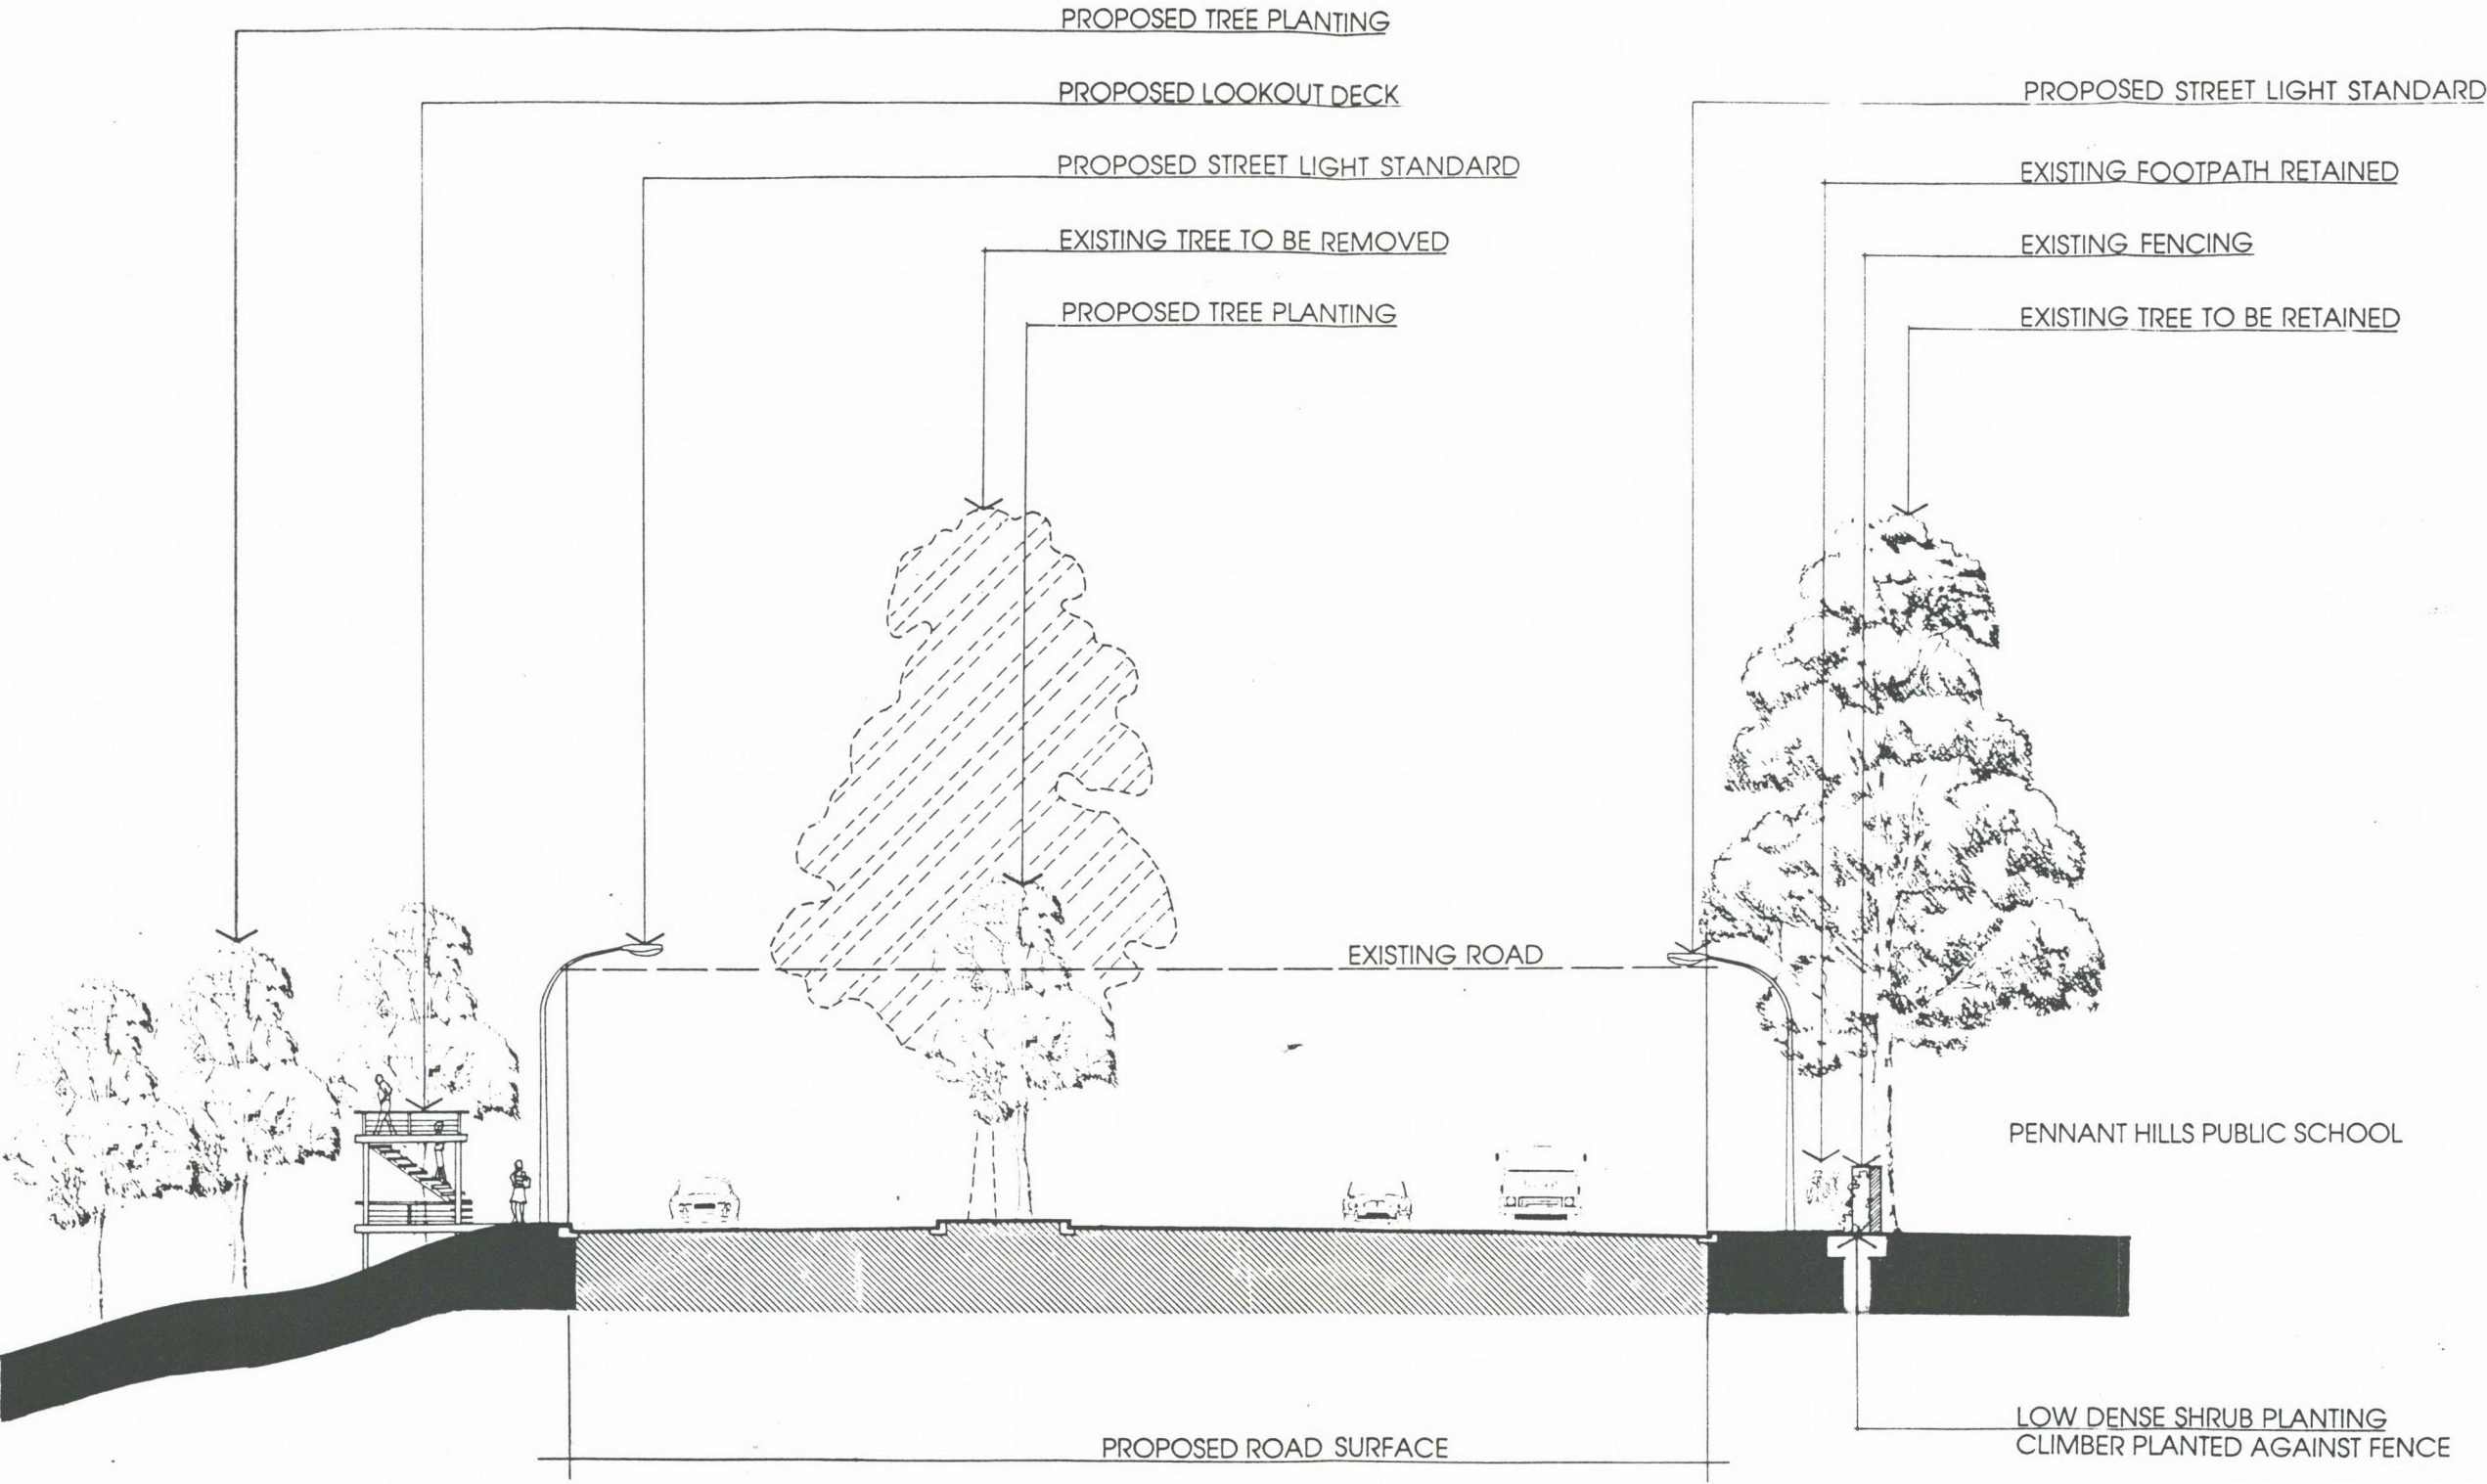 PROPOSED TREE PLANTING
PROPOSED LOOKOUT DECK
PROPOSED STREET LIGHT STANDARD
EXISTING TREE TO BE REMOVED
PROPOSED TREE PLANTING
PROPOSED STREET LIGHT STANDARD
EXISTING FOOTPATH RETAINED
EXISTING FENCING
EXISTING TREE TO BE RETAINED
EXISTING ROAD
PENNANT HILLS PUBLIC SCHOOL
PROPOSED ROAD SURFACE
LOW DENSE SHRUB PLANTING
CLIMBER PLANTED AGAINST FENCE